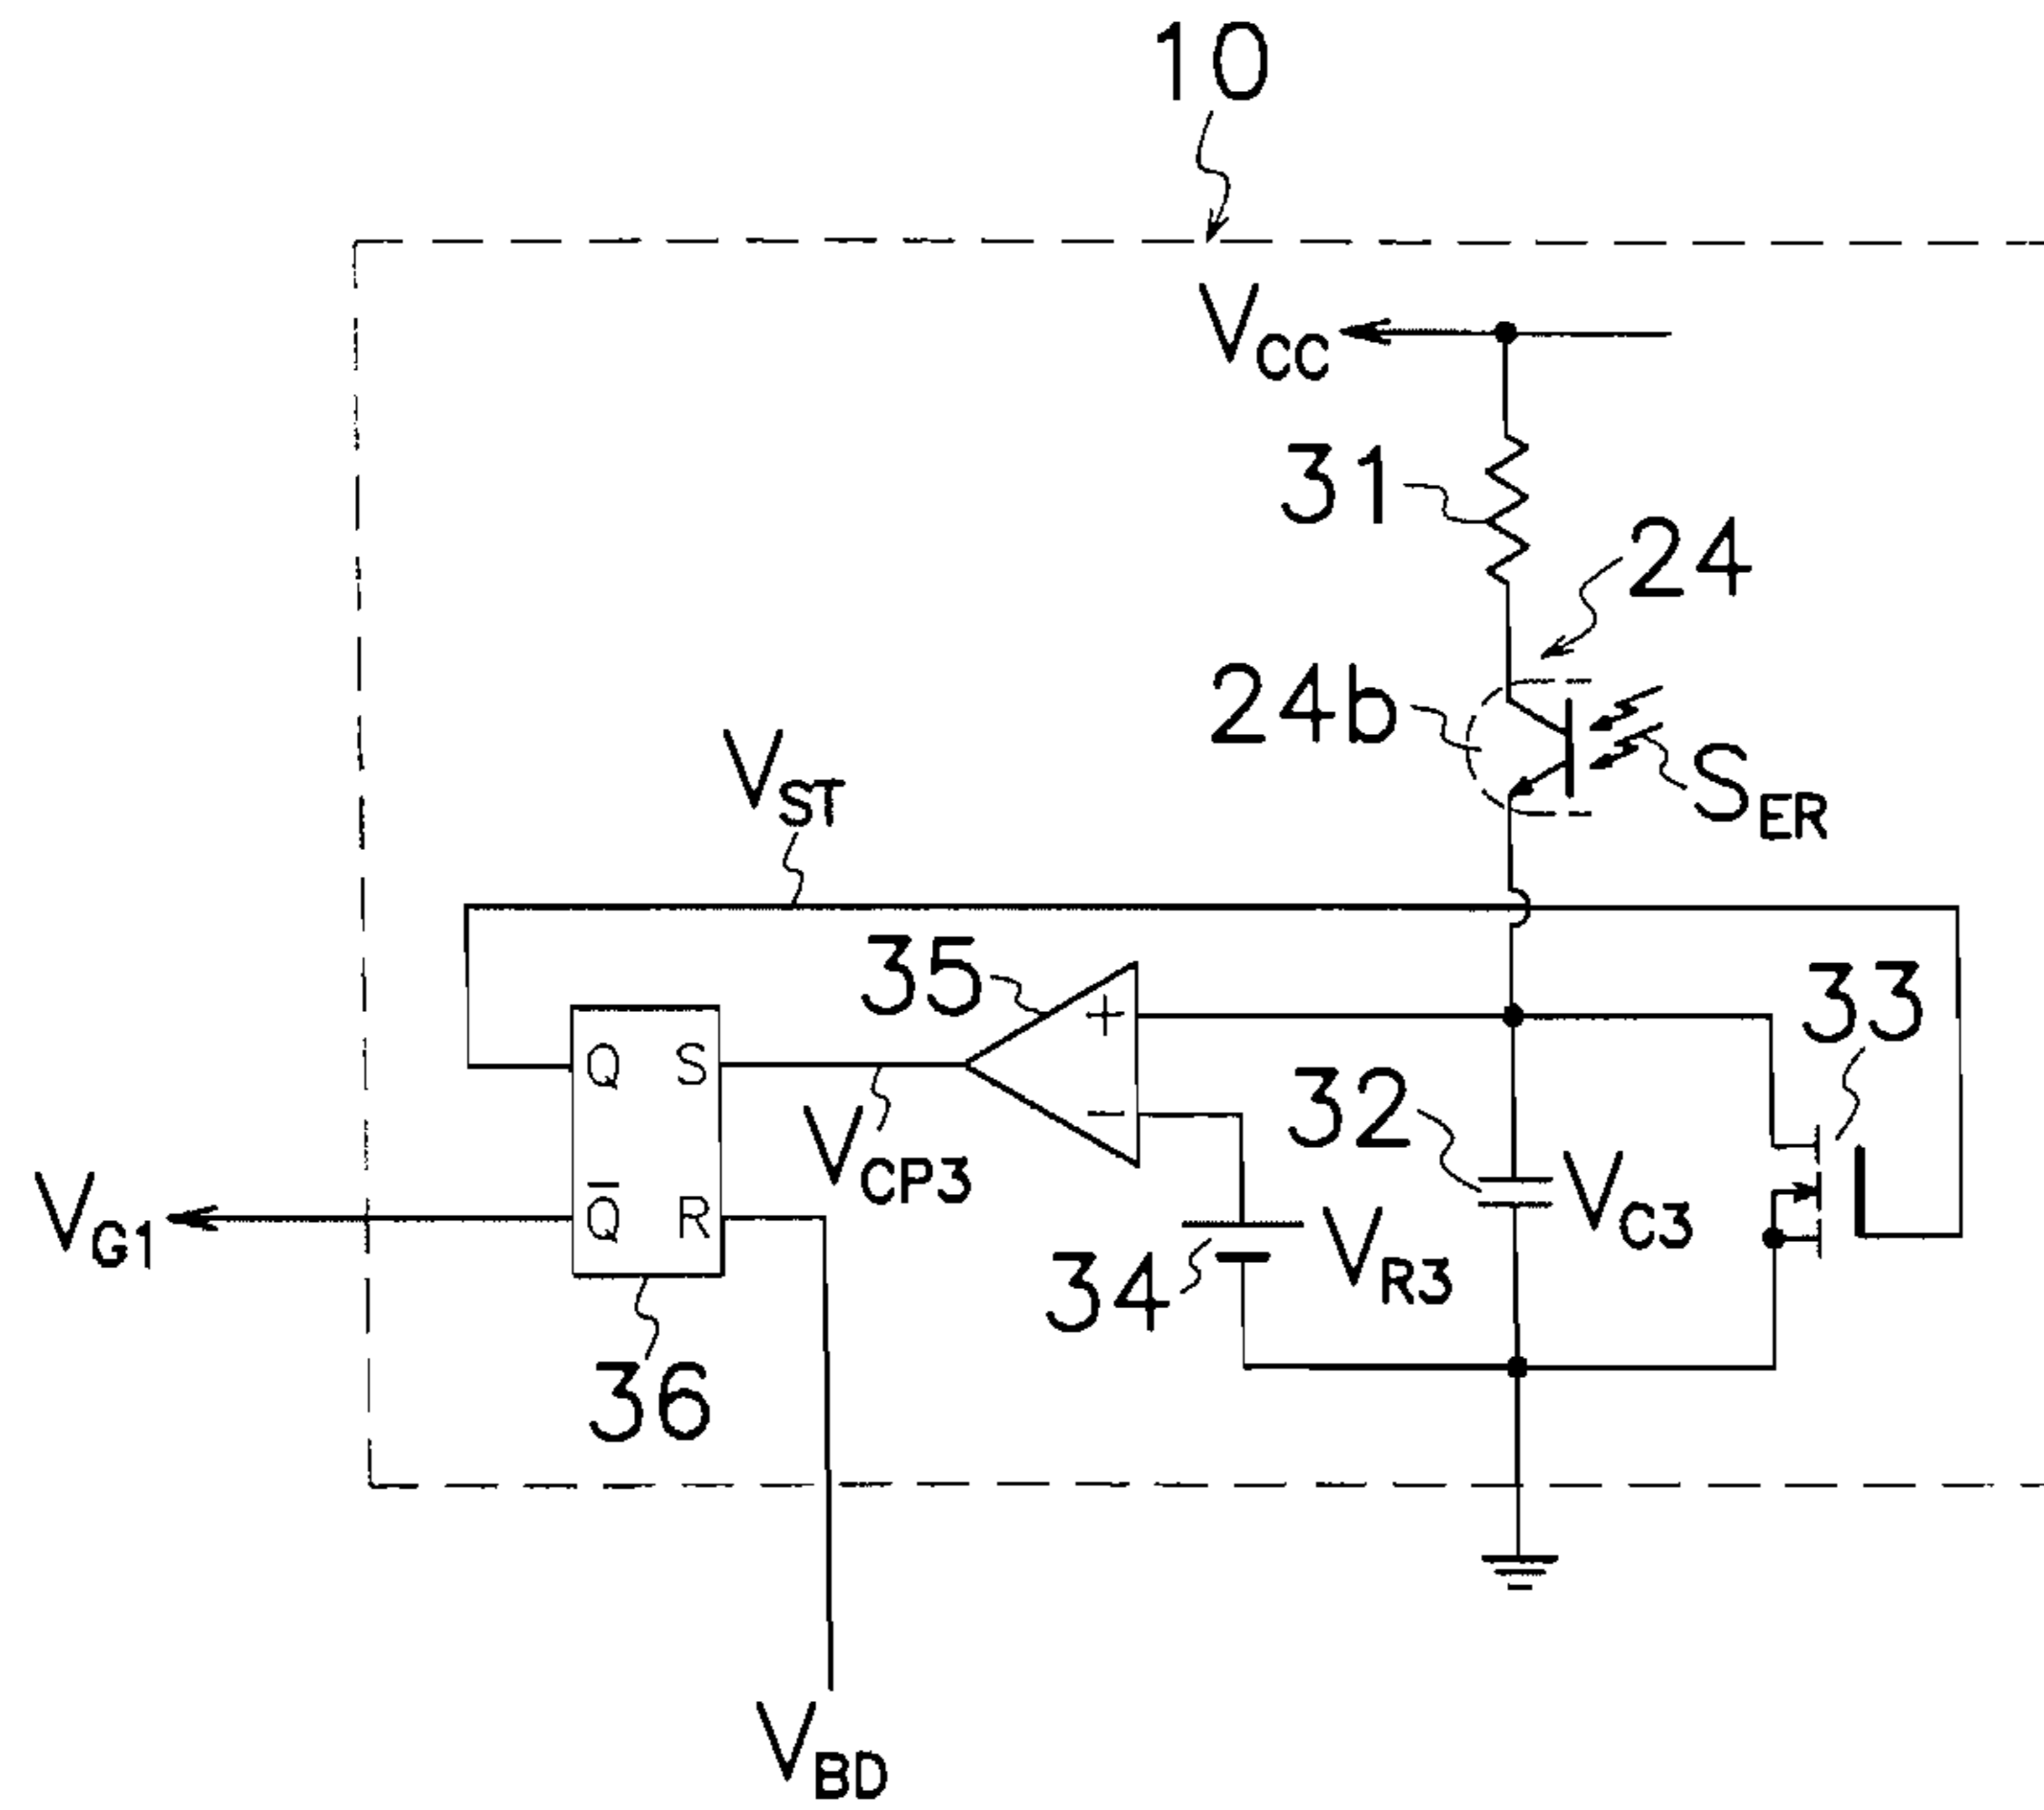 10
VCC
31
24
24b
SER
VST
35
33
+
Q S
32
VCP3
−
VC3
VG1
Q̅ R
VR3
34
36
VBD